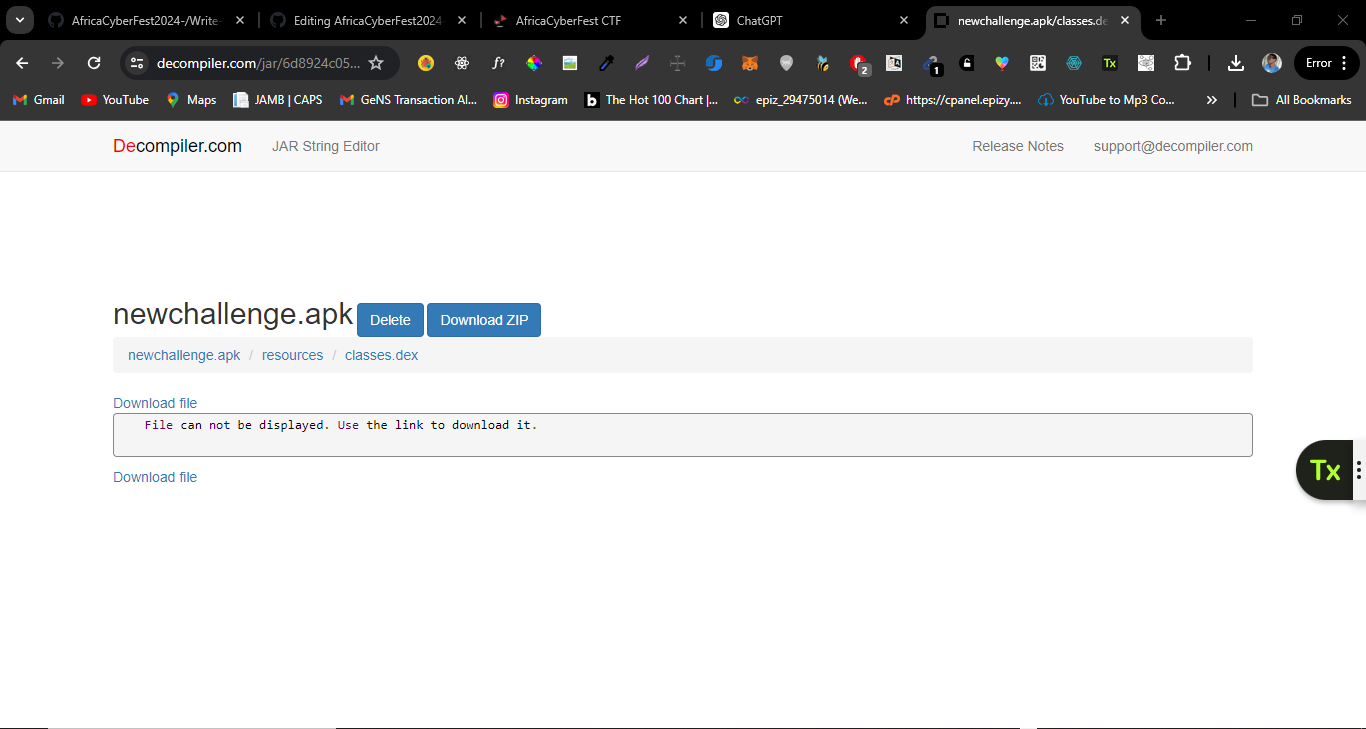 AfricaCyberFest2024-/Write-
Editing AfricaCyberFest2024
AfricaCyberFest CTF
ChatGPT
newchallenge.apk/classes.de
decompiler.com/jar/6d8924c05...
f?
2
1
Tx
Error
Gmail
YouTube
Maps
JAMB | CAPS
GeNS Transaction Al...
Instagram
b
The Hot 100 Chart |...
epiz_29475014 (We...
cP
https://cpanel.epizy....
YouTube to Mp3 Co...
All Bookmarks
Decompiler.com
JAR String Editor
Release Notes
support@decompiler.com
newchallenge.apk
Delete
Download ZIP
newchallenge.apk / resources / classes.dex
Download file
File can not be displayed. Use the link to download it.
Download file
Tx